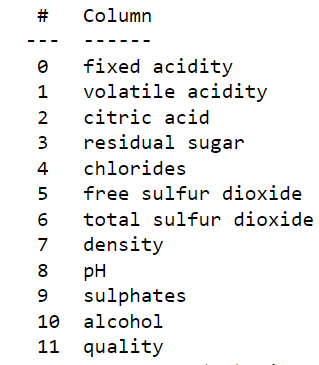 # Column
--- ------
0 fixed acidity
1 volatile acidity
2 citric acid
3 residual sugar
4 chlorides
5 free sulfur dioxide
6 total sulfur dioxide
7 density
8 pH
9 sulphates
10 alcohol
11 quality